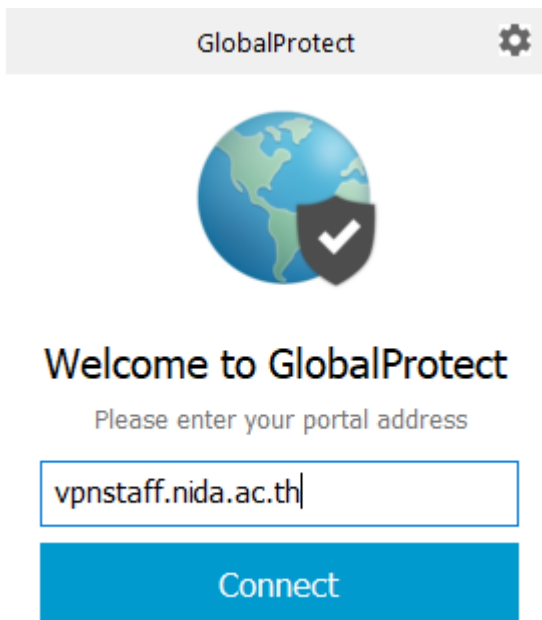 GlobalProtect
Welcome to GlobalProtect
Please enter your portal address
vpnstaff.nida.ac.th
Connect